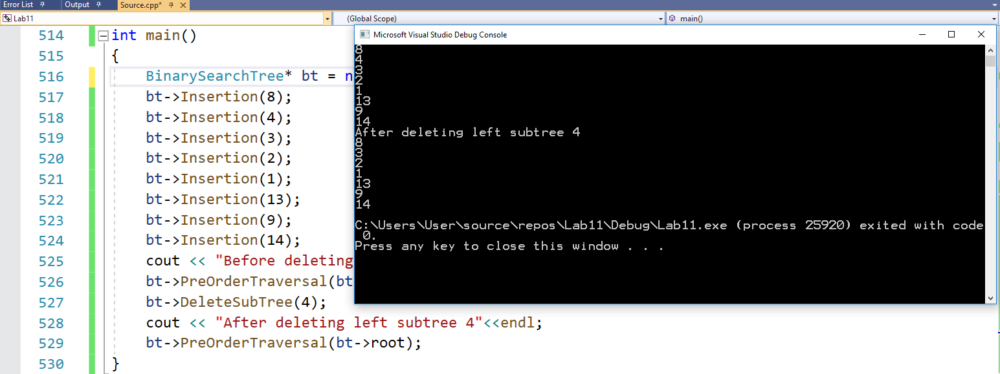 Error List Output Source.cpp*
Lab11 (Global Scope) main()
514 int main()
515 {
516 BinarySearchTree* bt = n
517 bt->Insertion(8);
518 bt->Insertion(4);
519 bt->Insertion(3);
520 bt->Insertion(2);
521 bt->Insertion(1);
522 bt->Insertion(13);
523 bt->Insertion(9);
524 bt->Insertion(14);
525 cout << "Before deleting
526 bt->PreOrderTraversal(bt
527 bt->DeleteSubTree(4);
528 cout << "After deleting left subtree 4"<<endl;
529 bt->PreOrderTraversal(bt->root);
530 }
Microsoft Visual Studio Debug Console
8
4
3
2
1
13
9
14
After deleting left subtree 4
8
3
2
1
13
9
14
C:\Users\User\source\repos\Lab11\Debug\Lab11.exe (process 25920) exited with code
0.
Press any key to close this window . . .